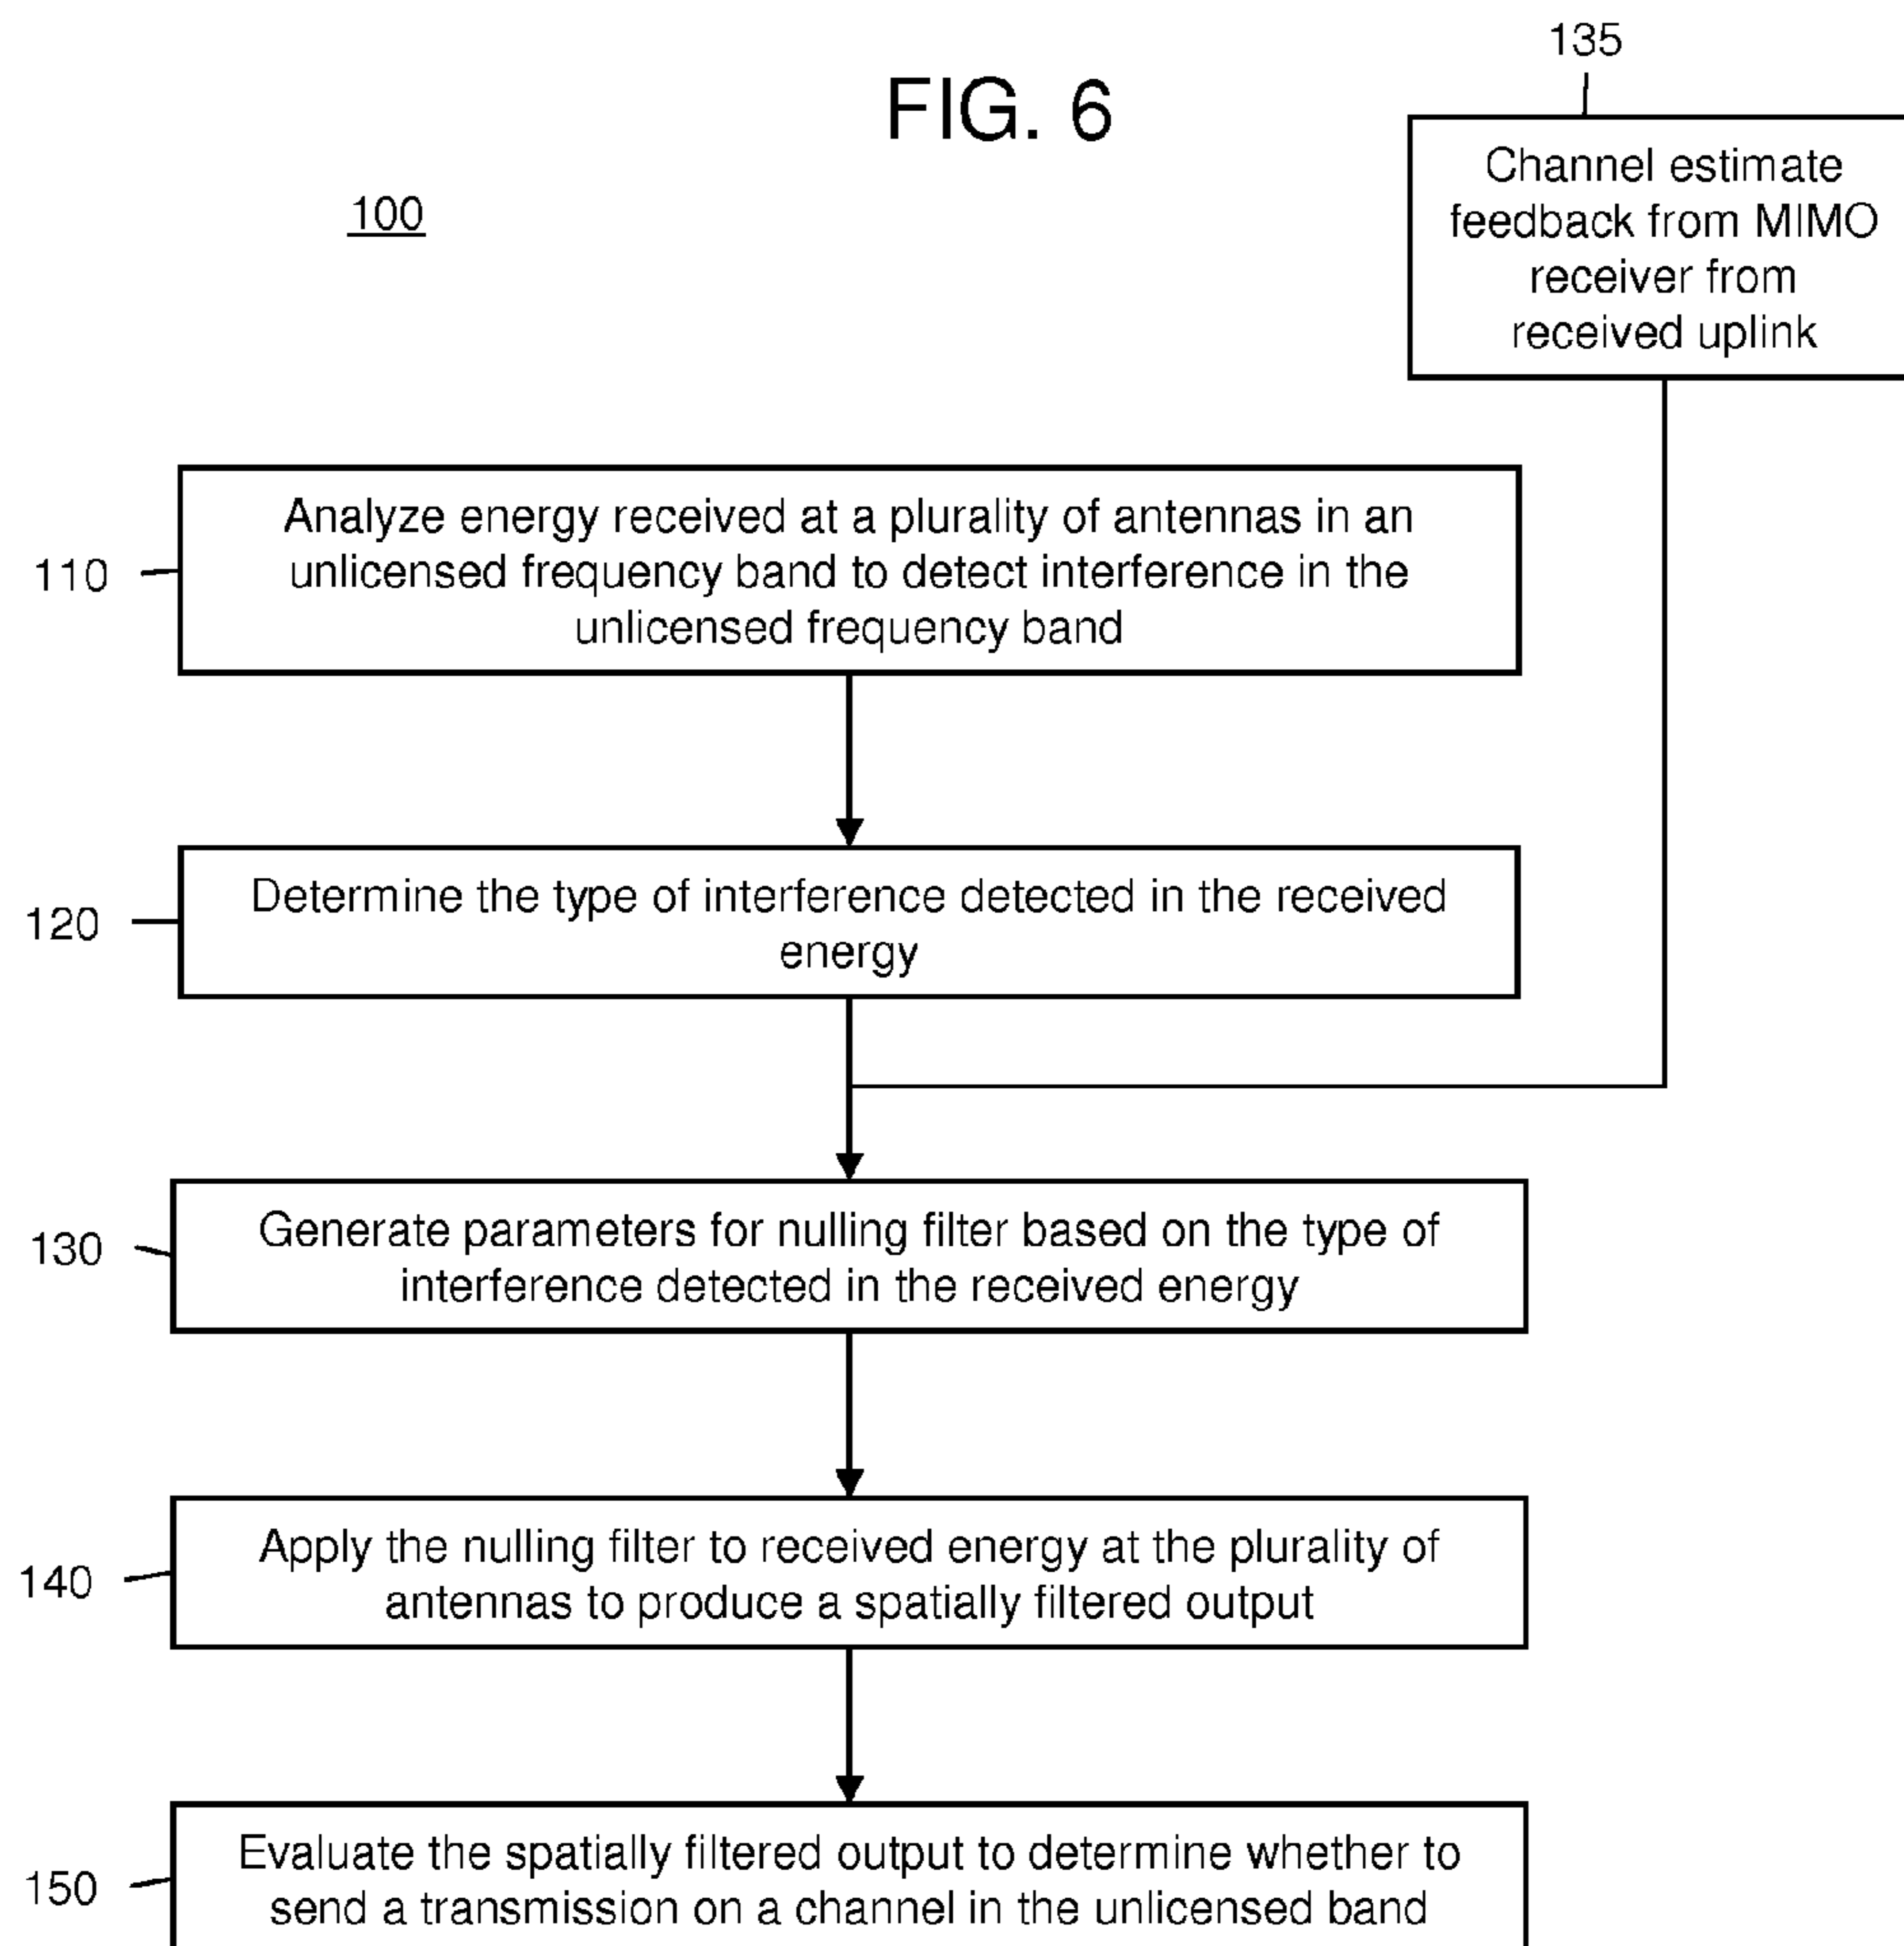 FIG. 6
100
135
Channel estimate
feedback from MIMO
receiver from
received uplink
110
Analyze energy received at a plurality of antennas in an
unlicensed frequency band to detect interference in the
unlicensed frequency band
120
Determine the type of interference detected in the received
energy
130
Generate parameters for nulling filter based on the type of
interference detected in the received energy
140
Apply the nulling filter to received energy at the plurality of
antennas to produce a spatially filtered output
150
Evaluate the spatially filtered output to determine whether to
send a transmission on a channel in the unlicensed band